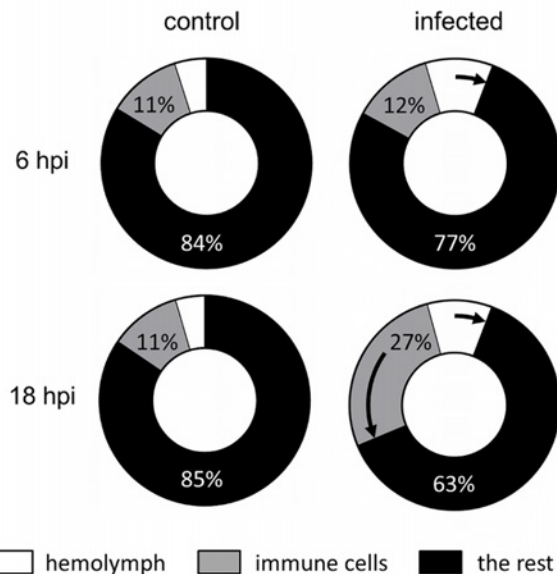 control infected
6 hpi
11%
84%
12%
77%
18 hpi
11%
85%
27%
63%
hemolymph immune cells the rest